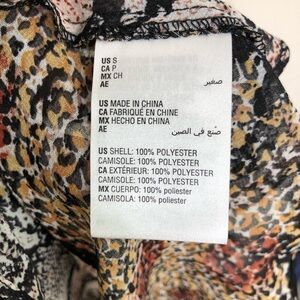 US S
CA P
MX CH
AE صغير
US MADE IN CHINA
CA FABRIQUÉ EN CHINE
MX HECHO EN CHINA
AE صنع في الصين
US SHELL: 100% POLYESTER
CAMISOLE: 100% POLYESTER
CA EXTÉRIEUR: 100% POLYESTER
CAMISOLE: 100% POLYESTER
MX CUERPO: 100% POLIÉSTER
CAMISOLA: 100% POLIÉSTER